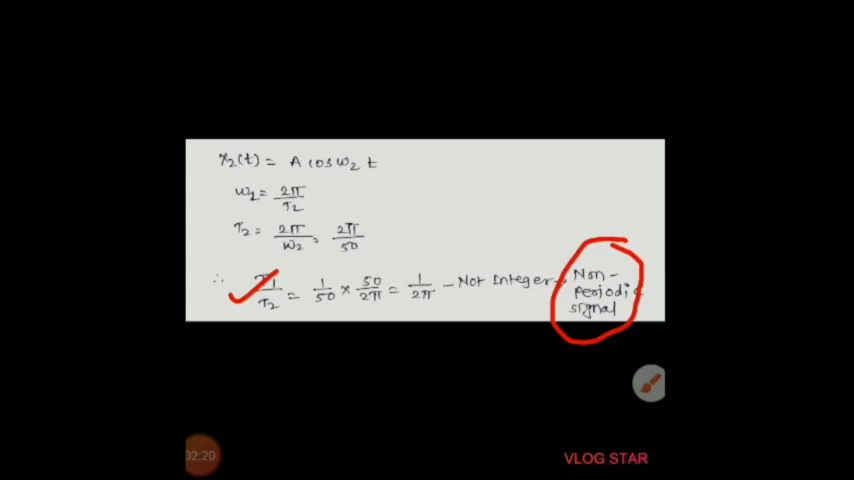 x₂(t) = A cos ω₂ t
ω₂ = 2π/T₂
T₂ = 2π/ω₂ = 2π/50
∴ T₁/T₂ = 1/50 × 50/2π = 1/2π – Not Integer → Non-
periodic
signal
02:20
VLOG STAR